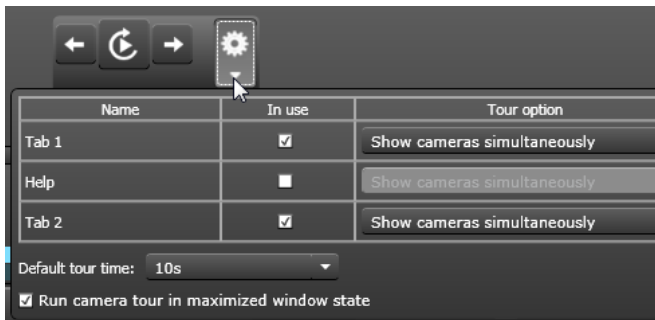 Name In use Tour option
Tab 1 Show cameras simultaneously
Help Show cameras simultaneously
Tab 2 Show cameras simultaneously
Default tour time: 10s
Run camera tour in maximized window state